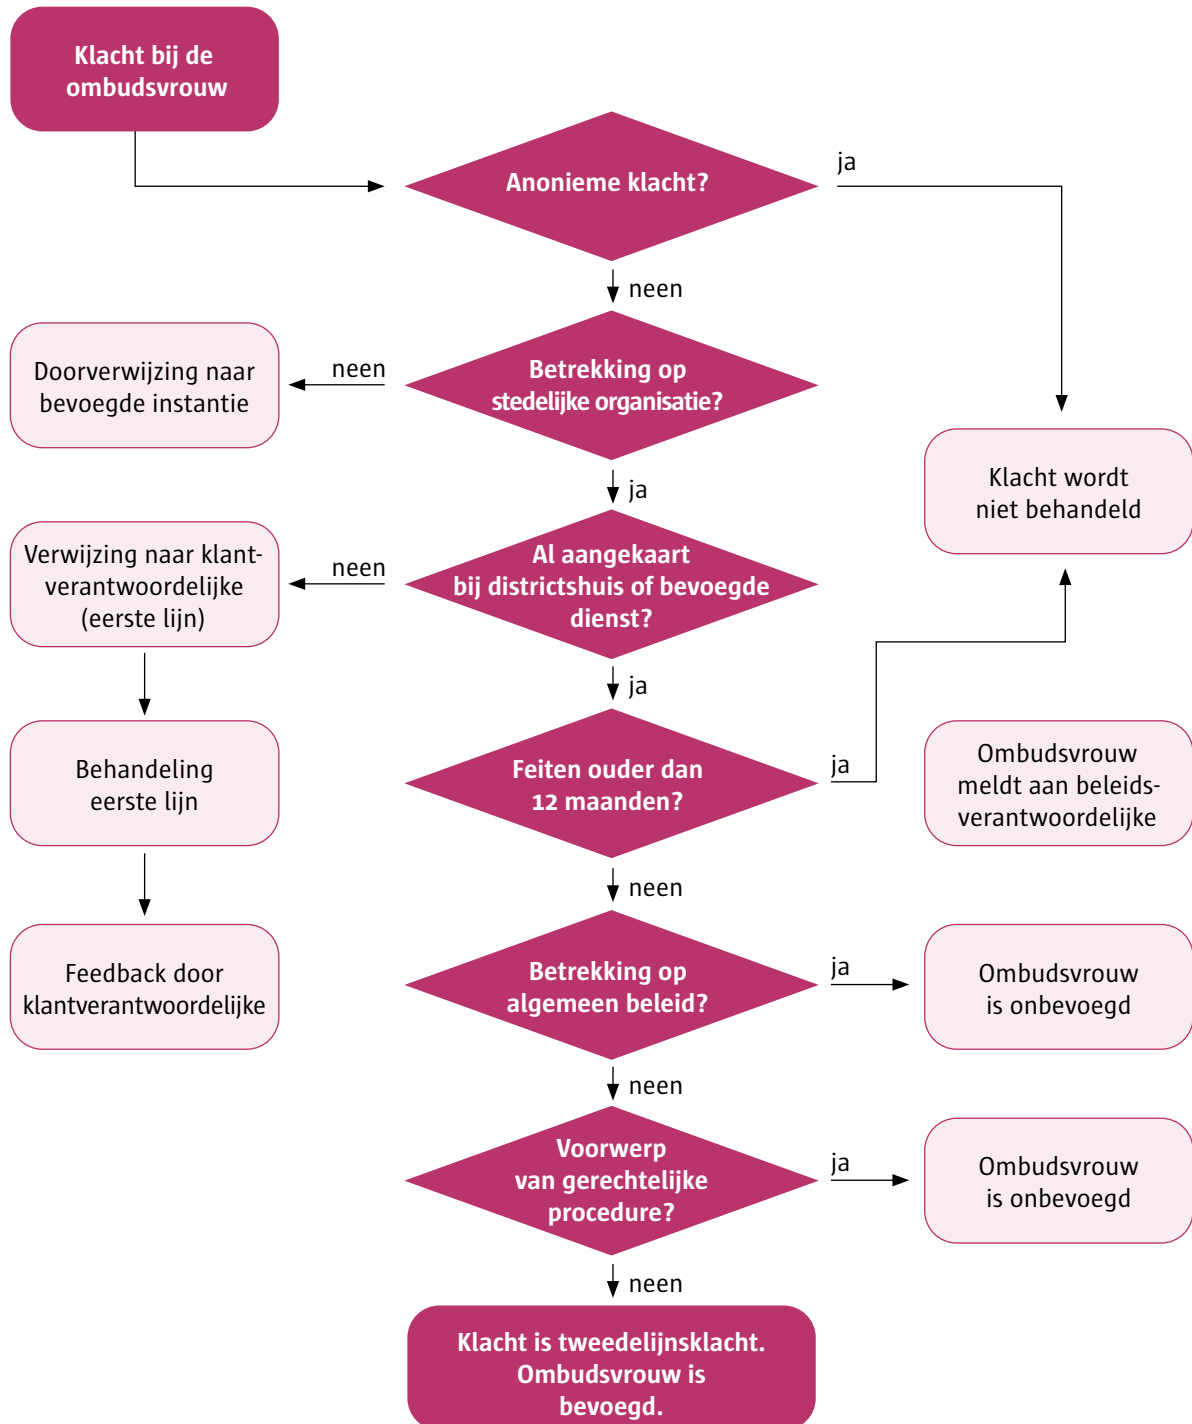 Klacht bij de
ombudsvrouw
Anonieme klacht?
ja
neen
Betrekking op
stedelijke organisatie?
neen
Doorverwijzing naar
bevoegde instantie
ja
Klacht wordt
niet behandeld
Al aangekaart
bij districtshuis of bevoegde
dienst?
neen
Verwijzing naar klant-
verantwoordelijke
(eerste lijn)
ja
Behandeling
eerste lijn
Feiten ouder dan
12 maanden?
ja
Ombudsvrouw
meldt aan beleids-
verantwoordelijke
neen
Feedback door
klantverantwoordelijke
Betrekking op
algemeen beleid?
ja
Ombudsvrouw
is onbevoegd
neen
Voorwerp
van gerechtelijke
procedure?
ja
Ombudsvrouw
is onbevoegd
neen
Klacht is tweedelijnsklacht.
Ombudsvrouw is
bevoegd.